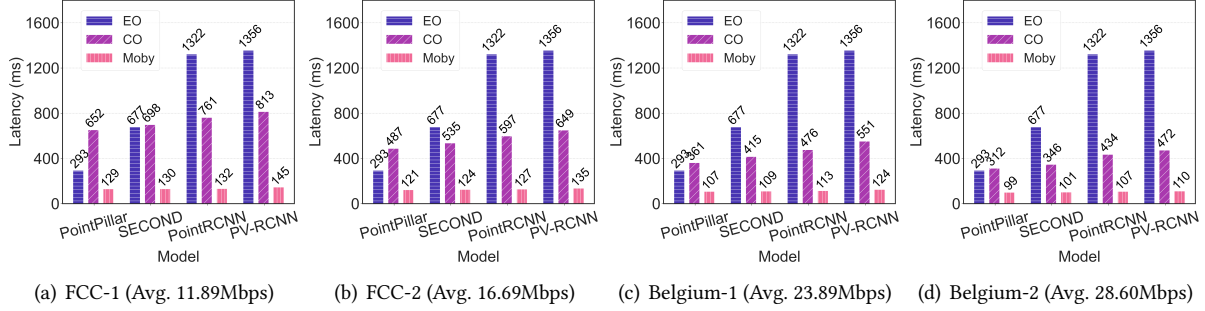 1600
1200
800
400
0
Latency (ms)
EO
CO
Moby
293
652
129
677
698
130
1322
761
132
1356
813
145
PointPillar
SECOND
PointRCNN
PV-RCNN
Model
(a) FCC-1 (Avg. 11.89Mbps)
1600
1200
800
400
0
Latency (ms)
EO
CO
Moby
293
487
121
677
535
124
1322
597
127
1356
649
135
PointPillar
SECOND
PointRCNN
PV-RCNN
Model
(b) FCC-2 (Avg. 16.69Mbps)
1600
1200
800
400
0
Latency (ms)
EO
CO
Moby
293
361
107
677
415
109
1322
476
113
1356
551
124
PointPillar
SECOND
PointRCNN
PV-RCNN
Model
(c) Belgium-1 (Avg. 23.89Mbps)
1600
1200
800
400
0
Latency (ms)
EO
CO
Moby
293
312
99
677
346
101
1322
434
107
1356
472
110
PointPillar
SECOND
PointRCNN
PV-RCNN
Model
(d) Belgium-2 (Avg. 28.60Mbps)